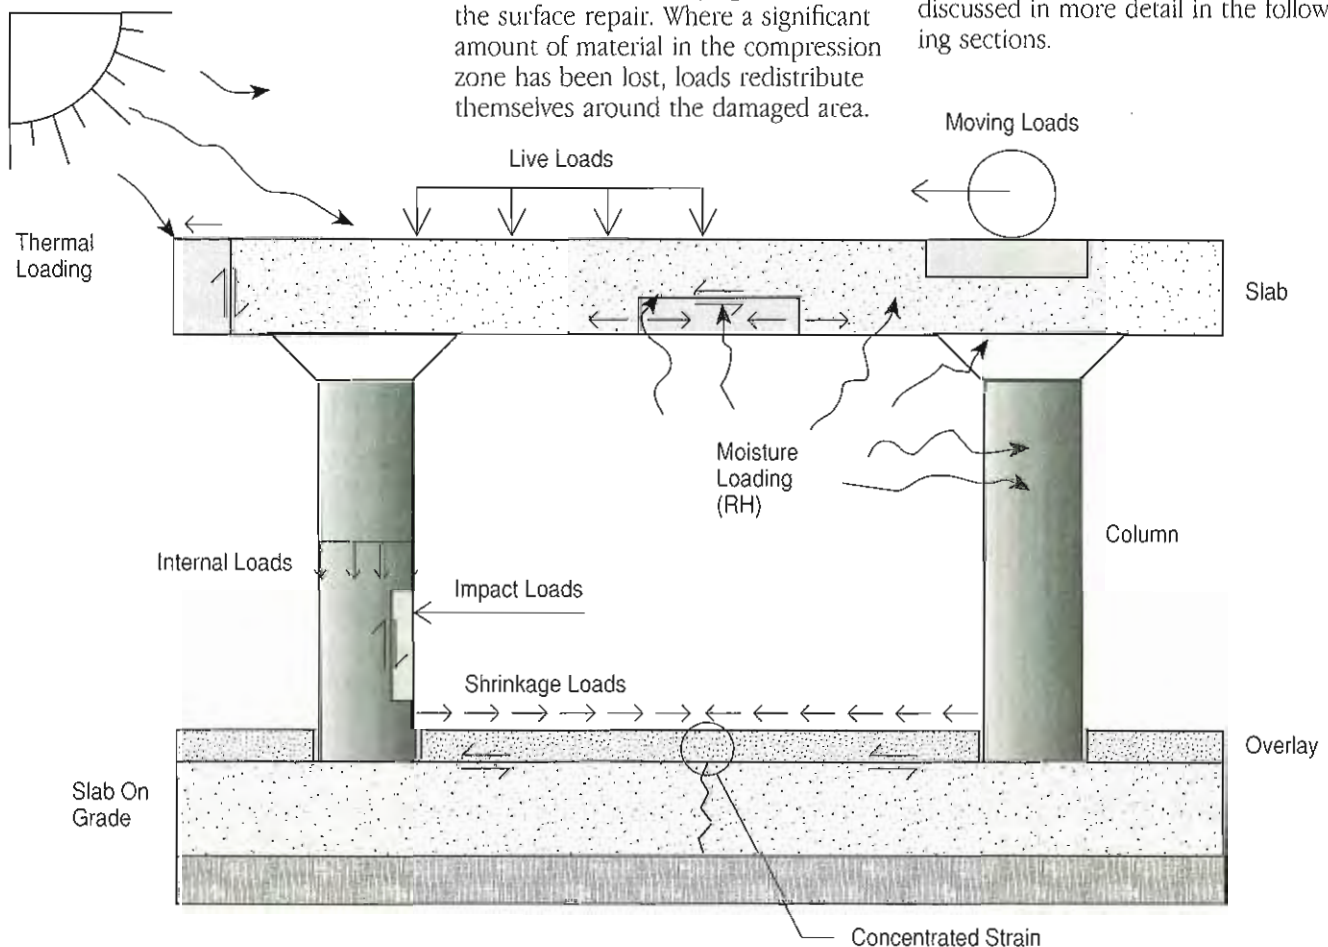 the surface repair. Where a significant
amount of material in the compression
zone has been lost, loads redistribute
themselves around the damaged area.
discussed in more detail in the follow
ing sections.
Moving Loads
Live Loads
Thermal
Loading
Slab
Moisture
Loading
(RH)
Column
Internal Loads
Impact Loads
Shrinkage Loads
Overlay
Slab On
Grade
Concentrated Strain